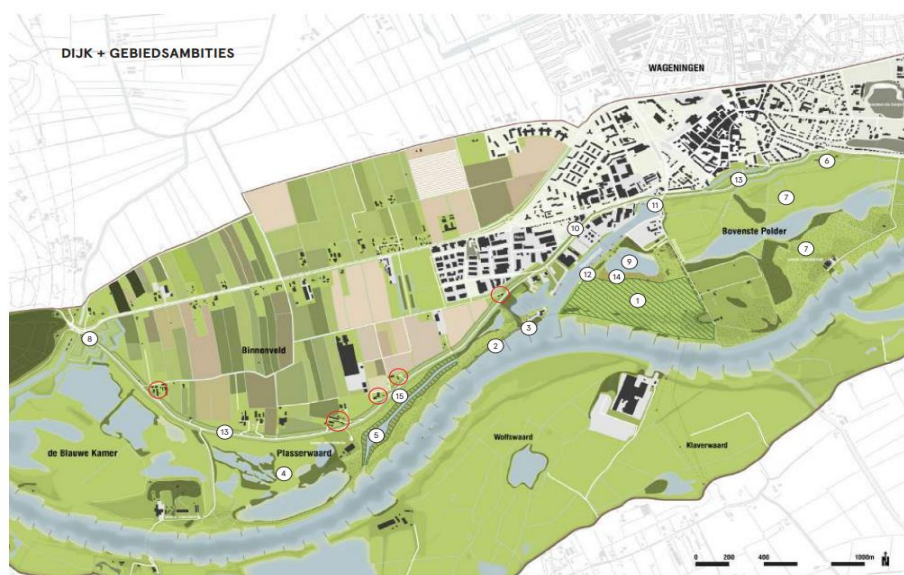 DIJK + GEBIEDSAMBITIES
WAGENINGEN
6
13
7
11
Bovenste Polder
10
7
9
12
14
1
3
2
8
Binnenveld
15
13
5
Wolfswaard
Klaverwaard
de Blauwe Kamer
Plasserwaard
4
0 200 400 1000m